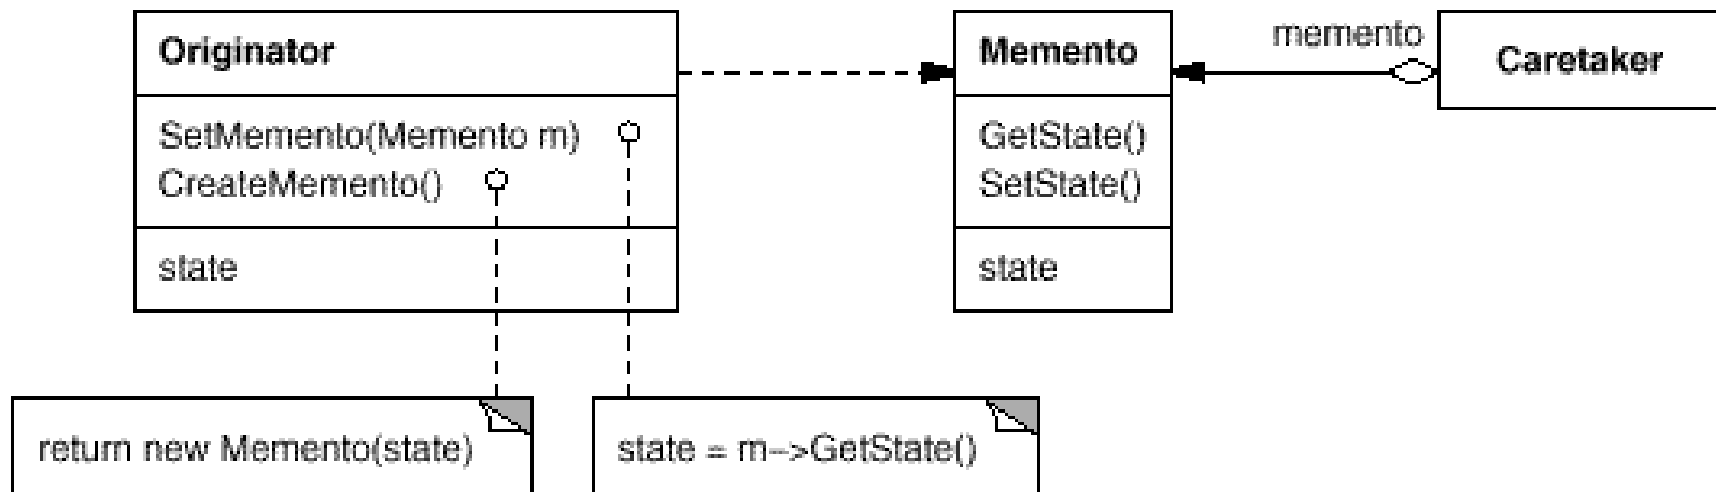 Originator
SetMemento(Memento m)
CreateMemento()
state
return new Memento(state)
state = m->GetState()
Memento
GetState()
SetState()
state
memento
Caretaker